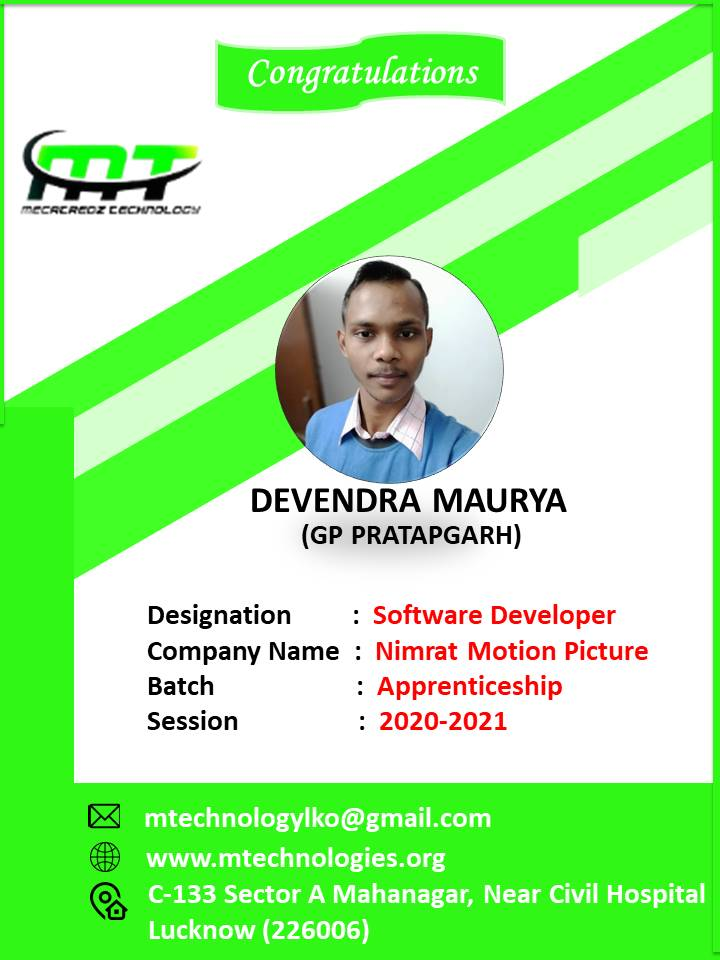 Congratulations
MT
MECATREDZ TECHNOLOGY
DEVENDRA MAURYA
(GP PRATAPGARH)
Designation : Software Developer
Company Name : Nimrat Motion Picture
Batch : Apprenticeship
Session : 2020-2021
mtechnologylko@gmail.com
www.mtechnologies.org
C-133 Sector A Mahanagar, Near Civil Hospital
Lucknow (226006)